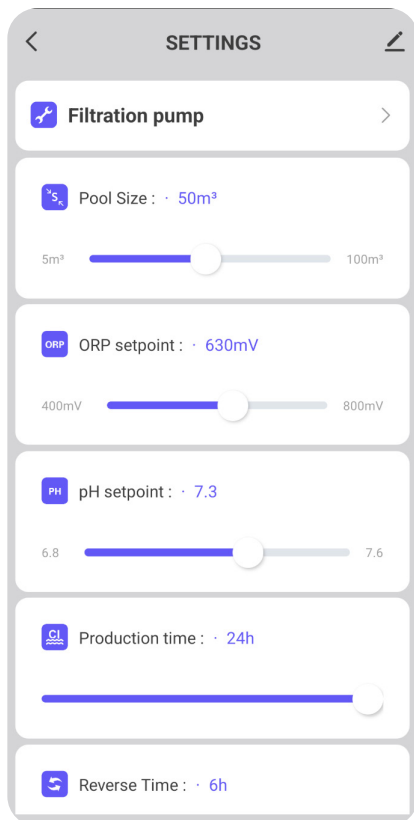 SETTINGS
Filtration pump
S Pool Size : · 50m³
5m³ 100m³
ORP ORP setpoint : · 630mV
400mV 800mV
PH pH setpoint : · 7.3
6.8 7.6
CL Production time : · 24h
Reverse Time : · 6h